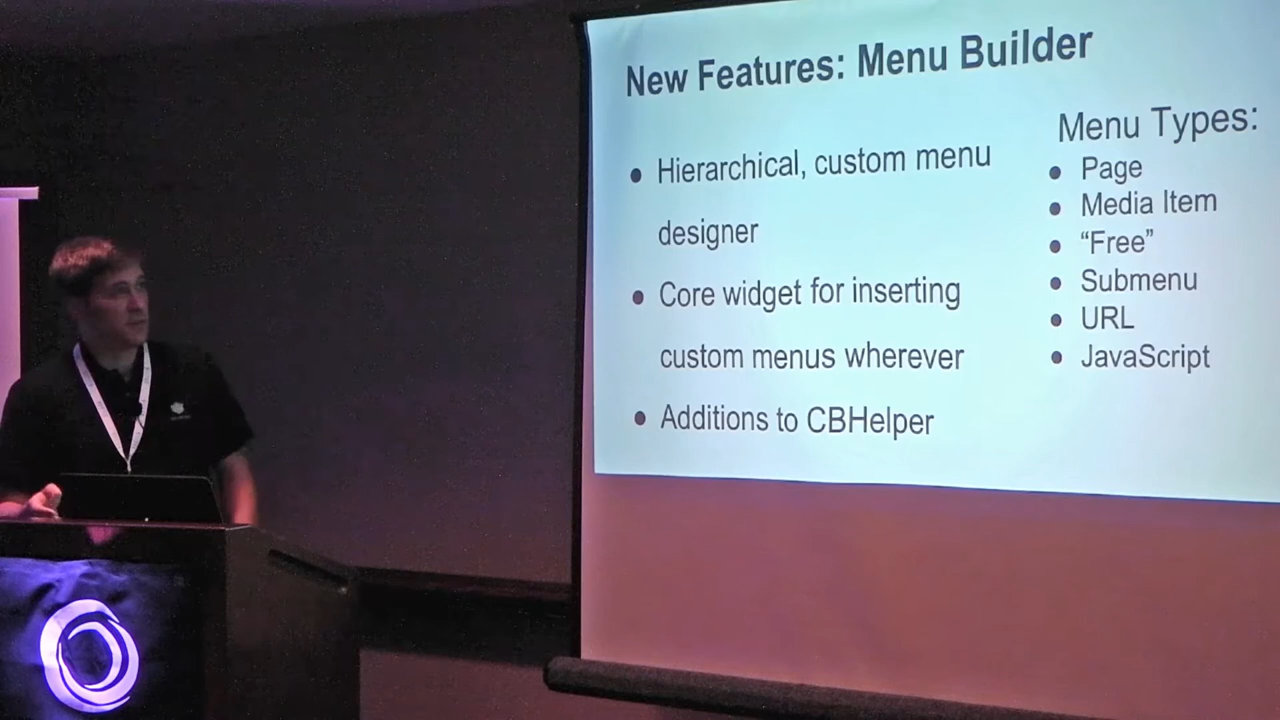 New Features: Menu Builder
● Hierarchical, custom menu
designer
● Core widget for inserting
custom menus wherever
● Additions to CBHelper
Menu Types:
● Page
● Media Item
● “Free”
● Submenu
● URL
● JavaScript